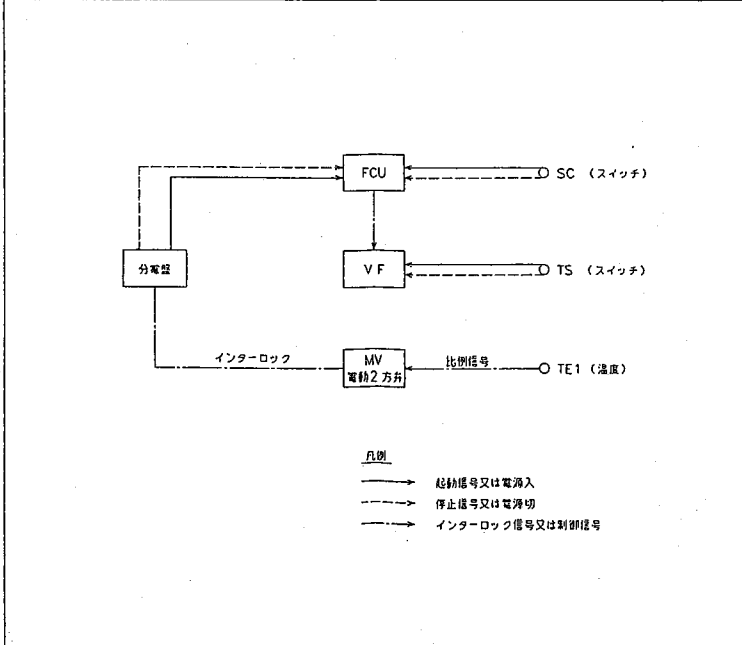 FCU
SC (スイッチ)
分電盤
VF
TS (スイッチ)
インターロック
MV
電動2方弁
比例信号
TE1 (温度)
凡例
起動信号又は電源入
停止信号又は電源切
インターロック信号又は制御信号